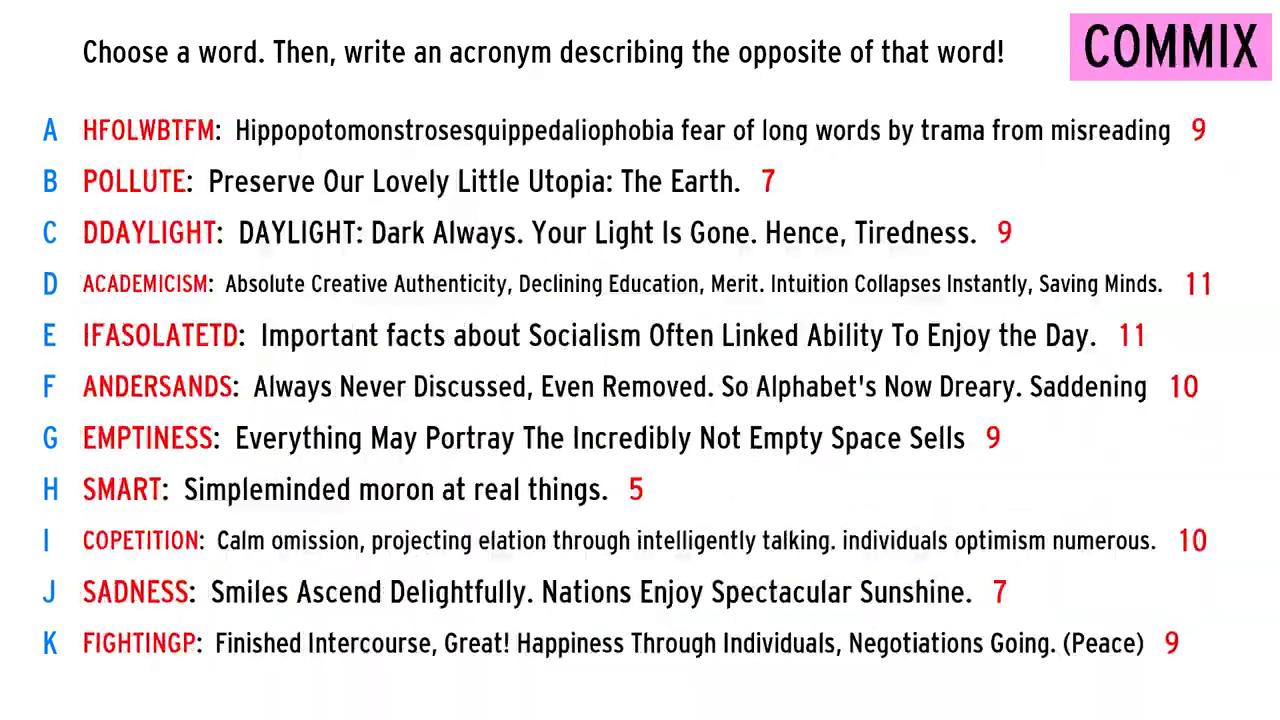 Choose a word. Then, write an acronym describing the opposite of that word!
COMMIX
A HFOLWBTFM: Hippopotomonstrosesquippedaliophobia fear of long words by trama from misreading 9
B POLLUTE: Preserve Our Lovely Little Utopia: The Earth. 7
C DDAYLIGHT: DAYLIGHT: Dark Always. Your Light Is Gone. Hence, Tiredness. 9
D ACADEMICISM: Absolute Creative Authenticity, Declining Education, Merit. Intuition Collapses Instantly, Saving Minds. 11
E IFASOLATETD: Important facts about Socialism Often Linked Ability To Enjoy the Day. 11
F ANDERSANDS: Always Never Discussed, Even Removed. So Alphabet's Now Dreary. Saddening 10
G EMPTINESS: Everything May Portray The Incredibly Not Empty Space Sells 9
H SMART: Simpleminded moron at real things. 5
I COPETITION: Calm omission, projecting elation through intelligently talking. individuals optimism numerous. 10
J SADNESS: Smiles Ascend Delightfully. Nations Enjoy Spectacular Sunshine. 7
K FIGHTINGP: Finished Intercourse, Great! Happiness Through Individuals, Negotiations Going. (Peace) 9